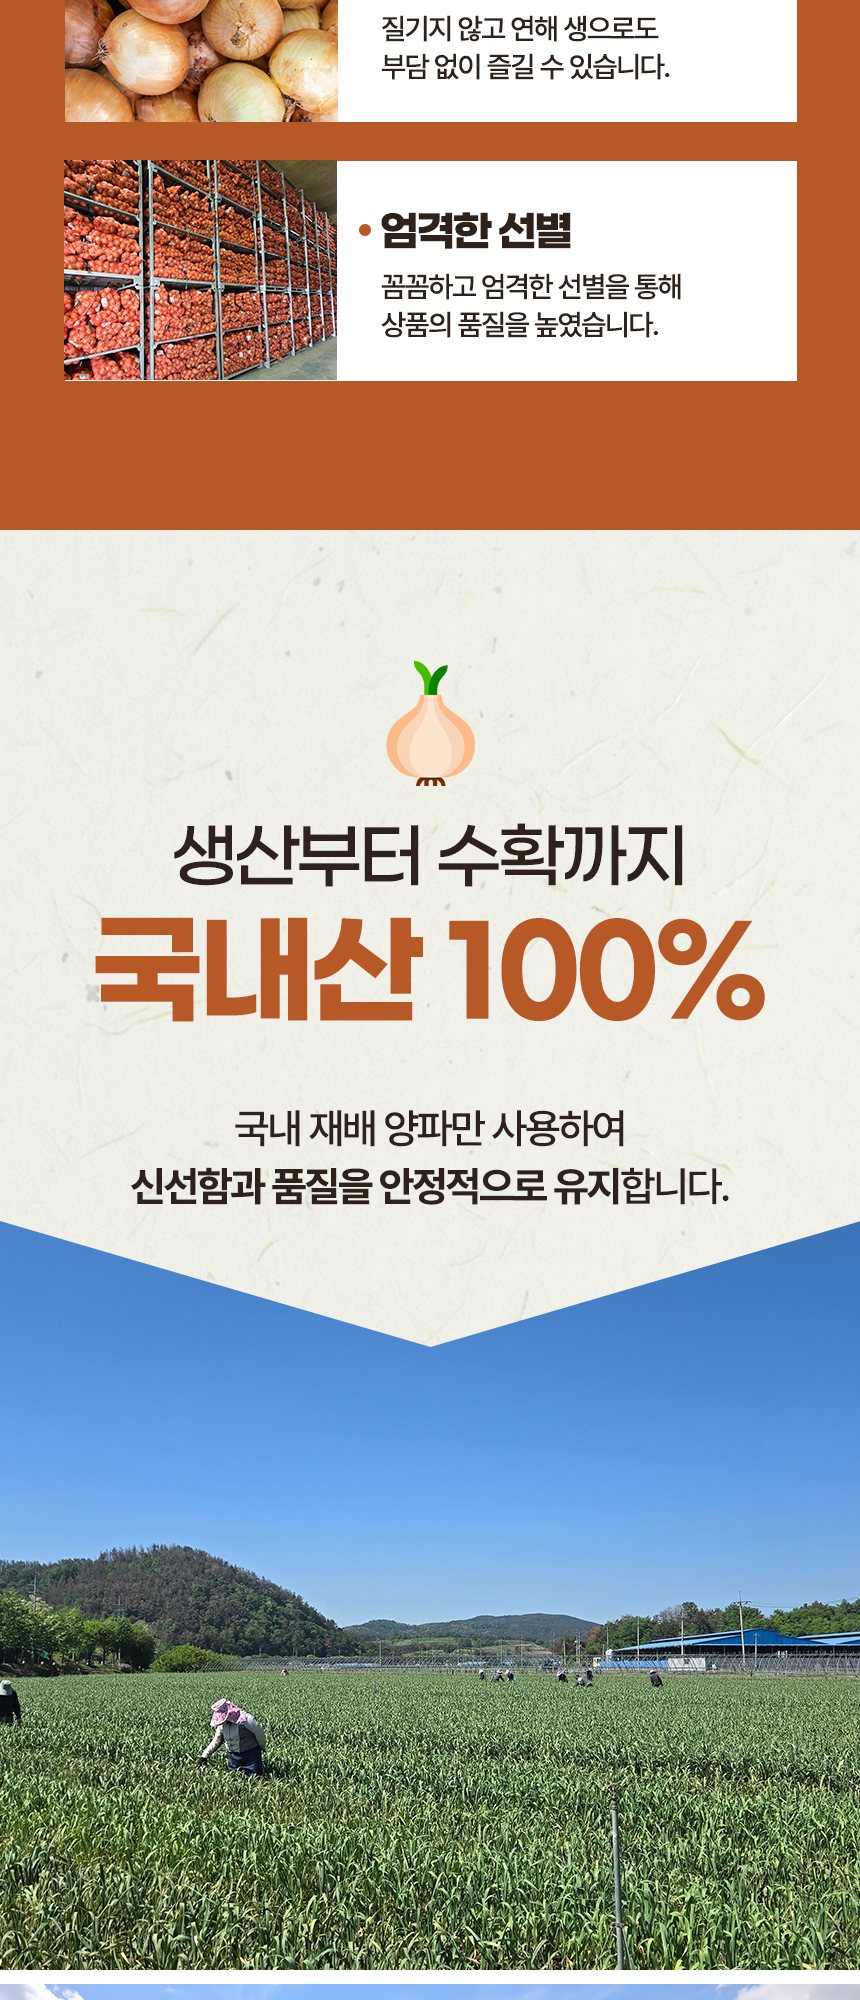 질기지 않고 연해 생으로도
부담 없이 즐길 수 있습니다.
엄격한 선별
꼼꼼하고 엄격한 선별을 통해
상품의 품질을 높였습니다.
생산부터 수확까지
국내산 100%
국내 재배 양파만 사용하여
신선함과 품질을 안정적으로 유지합니다.